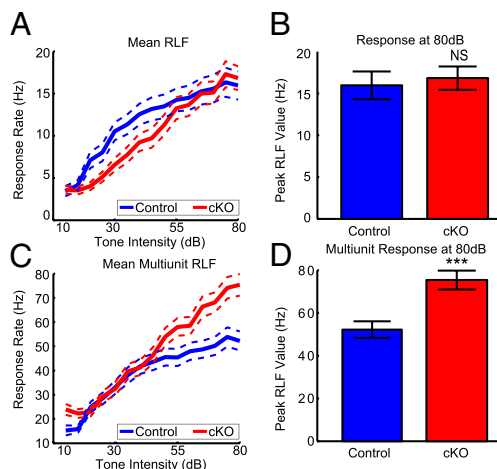 A
Mean RLF
Response Rate (Hz)
20
15
10
5
0
10
30
55
80
Tone Intensity (dB)
Control
cKO
B
Response at 80dB
NS
Peak RLF Value (Hz)
20
15
10
5
0
Control
cKO
C
Mean Multiunit RLF
Response Rate (Hz)
80
70
60
50
40
30
20
10
10
30
55
80
Tone Intensity (dB)
Control
cKO
D
Multiunit Response at 80dB
***
Peak RLF Value (Hz)
80
60
40
20
0
Control
cKO